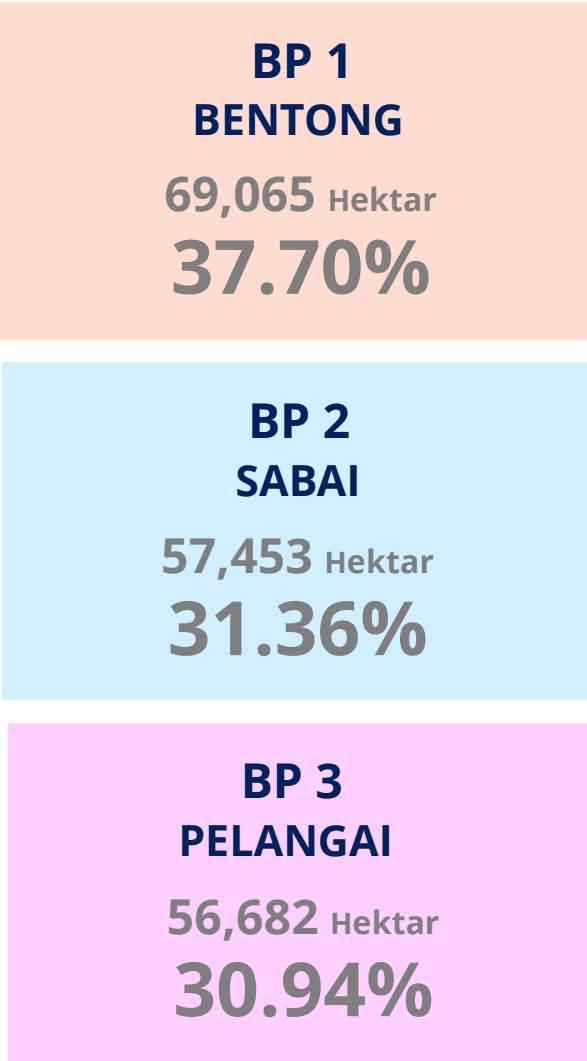 BP 1
BENTONG
69,065 Hektar
37.70%
BP 2
SABAI
57,453 Hektar
31.36%
BP 3
PELANGAI
56,682 Hektar
30.94%